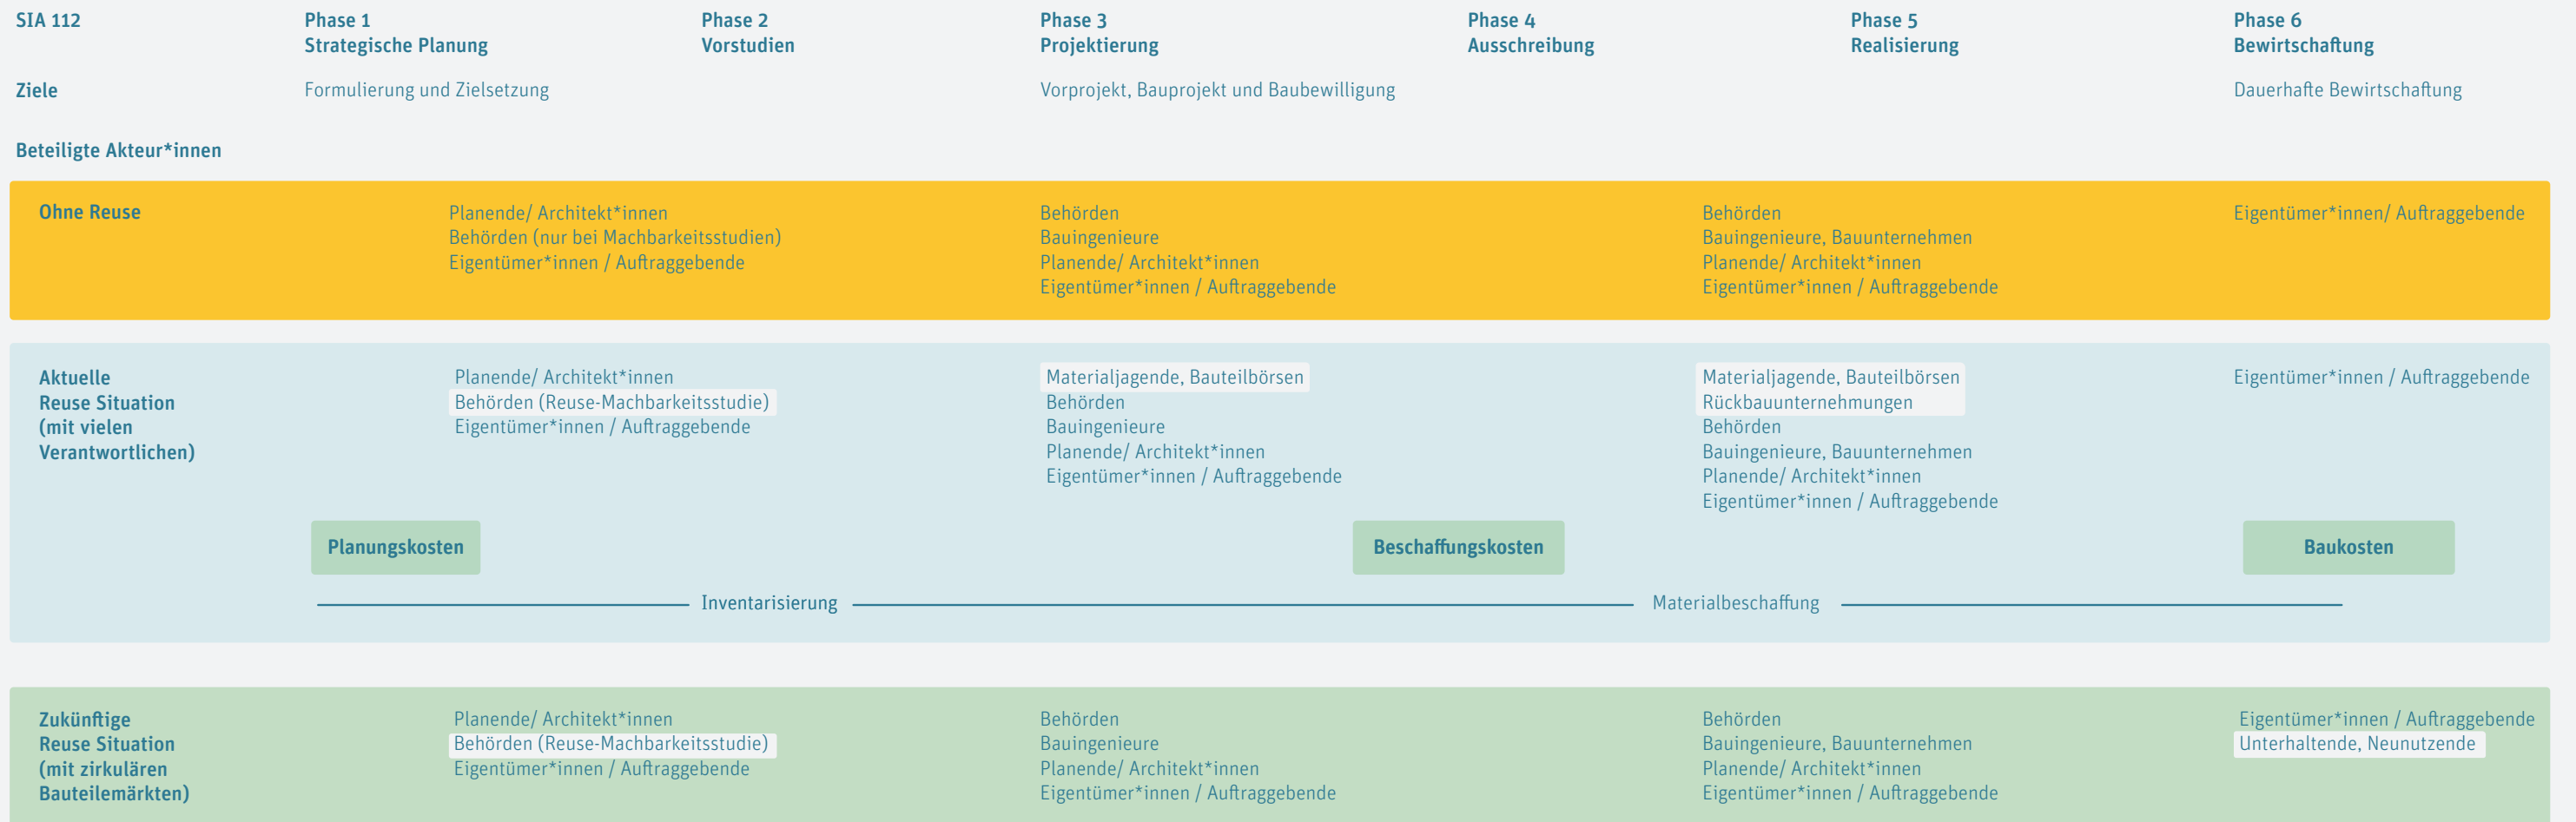 SIA 112
Phase 1
Strategische Planung
Phase 2
Vorstudien
Phase 3
Projektierung
Phase 4
Ausschreibung
Phase 5
Realisierung
Phase 6
Bewirtschaftung
Ziele
Formulierung und Zielsetzung
Vorprojekt, Bauprojekt und Baubewilligung
Dauerhafte Bewirtschaftung
Beteiligte Akteur*innen
Ohne Reuse
Planende/ Architekt*innen
Behörden (nur bei Machbarkeitsstudien)
Eigentümer*innen / Auftraggebende
Behörden
Bauingenieure
Planende/ Architekt*innen
Eigentümer*innen / Auftraggebende
Behörden
Bauingenieure, Bauunternehmen
Planende/ Architekt*innen
Eigentümer*innen / Auftraggebende
Eigentümer*innen/ Auftraggebende
Aktuelle
Reuse Situation
(mit vielen
Verantwortlichen)
Planende/ Architekt*innen
Behörden (Reuse-Machbarkeitsstudie)
Eigentümer*innen / Auftraggebende
Materialjagende, Bauteilbörsen
Behörden
Bauingenieure
Planende/ Architekt*innen
Eigentümer*innen / Auftraggebende
Materialjagende, Bauteilbörsen
Rückbauunternehmungen
Behörden
Bauingenieure, Bauunternehmen
Planende/ Architekt*innen
Eigentümer*innen / Auftraggebende
Eigentümer*innen / Auftraggebende
Planungskosten
Beschaffungskosten
Baukosten
Inventarisierung
Materialbeschaffung
Zukünftige
Reuse Situation
(mit zirkulären
Bauteilemärkten)
Planende/ Architekt*innen
Behörden (Reuse-Machbarkeitsstudie)
Eigentümer*innen / Auftraggebende
Behörden
Bauingenieure
Planende/ Architekt*innen
Eigentümer*innen / Auftraggebende
Behörden
Bauingenieure, Bauunternehmen
Planende/ Architekt*innen
Eigentümer*innen / Auftraggebende
Eigentümer*innen / Auftraggebende
Unterhaltende, Neunutzende